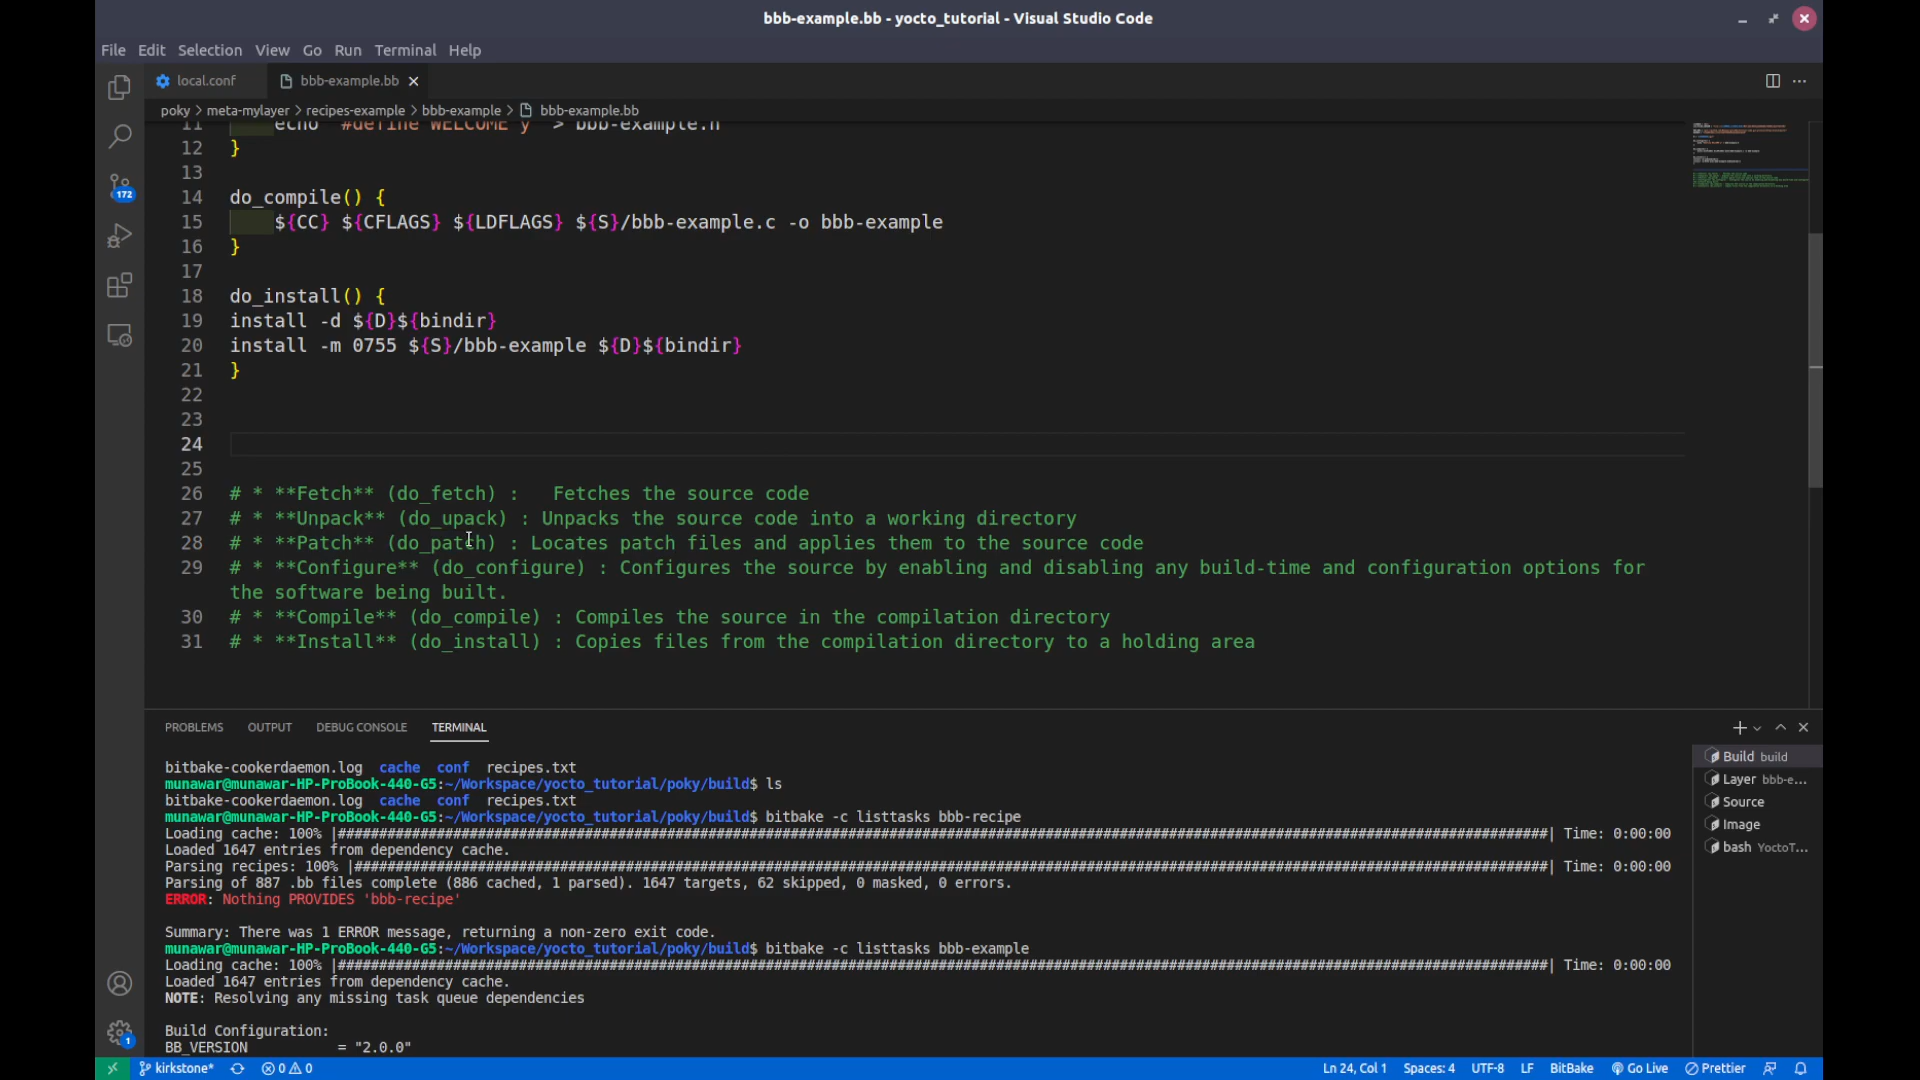 bbb-example.bb - yocto_tutorial - Visual Studio Code
File Edit Selection View Go Run Terminal Help
local.conf bbb-example.bb
poky > meta-mylayer > recipes-example > bbb-example > bbb-example.bb
11 echo "#define WELCOME y" > bbb-example.h
12 }
13
14 do_compile() {
15 ${CC} ${CFLAGS} ${LDFLAGS} ${S}/bbb-example.c -o bbb-example
16 }
17
18 do_install() {
19 install -d ${D}${bindir}
20 install -m 0755 ${S}/bbb-example ${D}${bindir}
21 }
22
23
24
25
26 # * **Fetch** (do_fetch) :   Fetches the source code
27 # * **Unpack** (do_upack) : Unpacks the source code into a working directory
28 # * **Patch** (do_patch) : Locates patch files and applies them to the source code
29 # * **Configure** (do_configure) : Configures the source by enabling and disabling any build-time and configuration options for
the software being built.
30 # * **Compile** (do_compile) : Compiles the source in the compilation directory
31 # * **Install** (do_install) : Copies files from the compilation directory to a holding area
172
PROBLEMS OUTPUT DEBUG CONSOLE TERMINAL
bitbake-cookerdaemon.log cache conf recipes.txt
munawar@munawar-HP-ProBook-440-G5:~/Workspace/yocto_tutorial/poky/build$ ls
bitbake-cookerdaemon.log cache conf recipes.txt
munawar@munawar-HP-ProBook-440-G5:~/Workspace/yocto_tutorial/poky/build$ bitbake -c listtasks bbb-recipe
Loading cache: 100% | Time: 0:00:00
Loaded 1647 entries from dependency cache.
Parsing recipes: 100% | Time: 0:00:00
Parsing of 887 .bb files complete (886 cached, 1 parsed). 1647 targets, 62 skipped, 0 masked, 0 errors.
ERROR: Nothing PROVIDES 'bbb-recipe'
Summary: There was 1 ERROR message, returning a non-zero exit code.
munawar@munawar-HP-ProBook-440-G5:~/Workspace/yocto_tutorial/poky/build$ bitbake -c listtasks bbb-example
Loading cache: 100% | Time: 0:00:00
Loaded 1647 entries from dependency cache.
NOTE: Resolving any missing task queue dependencies
Build Configuration:
BB_VERSION = "2.0.0"
Build build
Layer bbb-e...
Source
Image
bash YoctoT...
1
kirkstone* 0 0 Ln 24, Col 1 Spaces: 4 UTF-8 LF BitBake Go Live Prettier